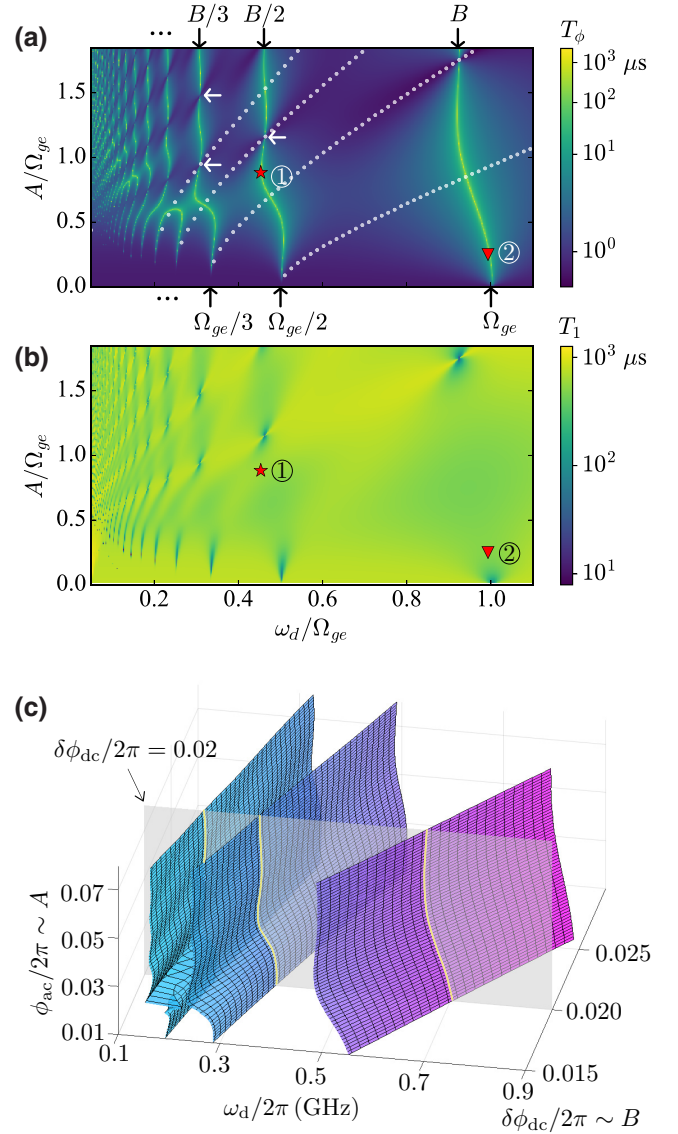 B/3 B/2 B
(a) ...
T_ϕ
10³ μs
10²
10¹
10⁰
A/Ω_ge
1.5
1.0
0.5
0.0
①
②
...
Ω_ge/3 Ω_ge/2 Ω_ge
(b)
T₁
10³ μs
10²
10¹
A/Ω_ge
1.5
1.0
0.5
0.0
①
②
0.2 0.4 0.6 0.8 1.0
ω_d/Ω_ge
(c)
δϕ_dc/2π = 0.02
ϕ_ac/2π ~ A
0.07
0.05
0.03
0.01
0.1 0.3 0.5 0.7 0.9
ω_d/2π (GHz)
0.025
0.020
0.015
δϕ_dc/2π ~ B